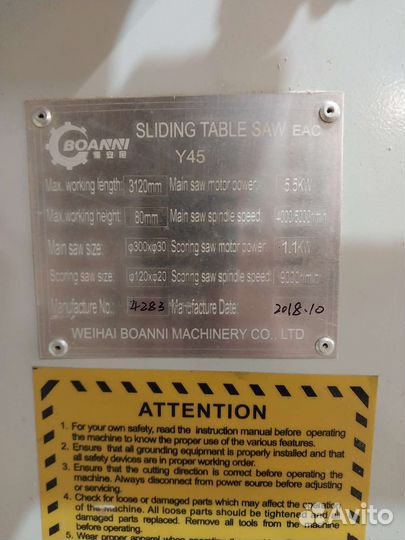 BOANNI
SLIDING TABLE SAW EAC
Y45
Max. working length: 3120mm Main saw motor power: 5.5KW
Max. working height: 80mm Main saw spindle speed: 4000/5000r/min
Main saw size: φ300xφ30 Scoring saw motor power: 1.1KW
Scoring saw size: φ120xφ20 Scoring saw spindle speed: r/min
Manufacture No.: 4283 Manufacture Date: 2018.10
WEIHAI BOANNI MACHINERY CO., LTD
ATTENTION
1. For your own safety, read the instruction manual before operating
the machine to know the proper use of the various features.
2. Ensure that all grounding equipment is properly installed and that
all safety devices are in proper working order.
3. Ensure that the cutting direction is correct before operating the
machine. Always disconnect from power source before adjusting
or servicing.
4. Check for loose or damaged parts which may affect the operation
of the machine. All loose parts should be tightened and
damaged parts replaced. Remove all tools from the machine
before operating.
5. Wear proper apparel when operating the
Avito